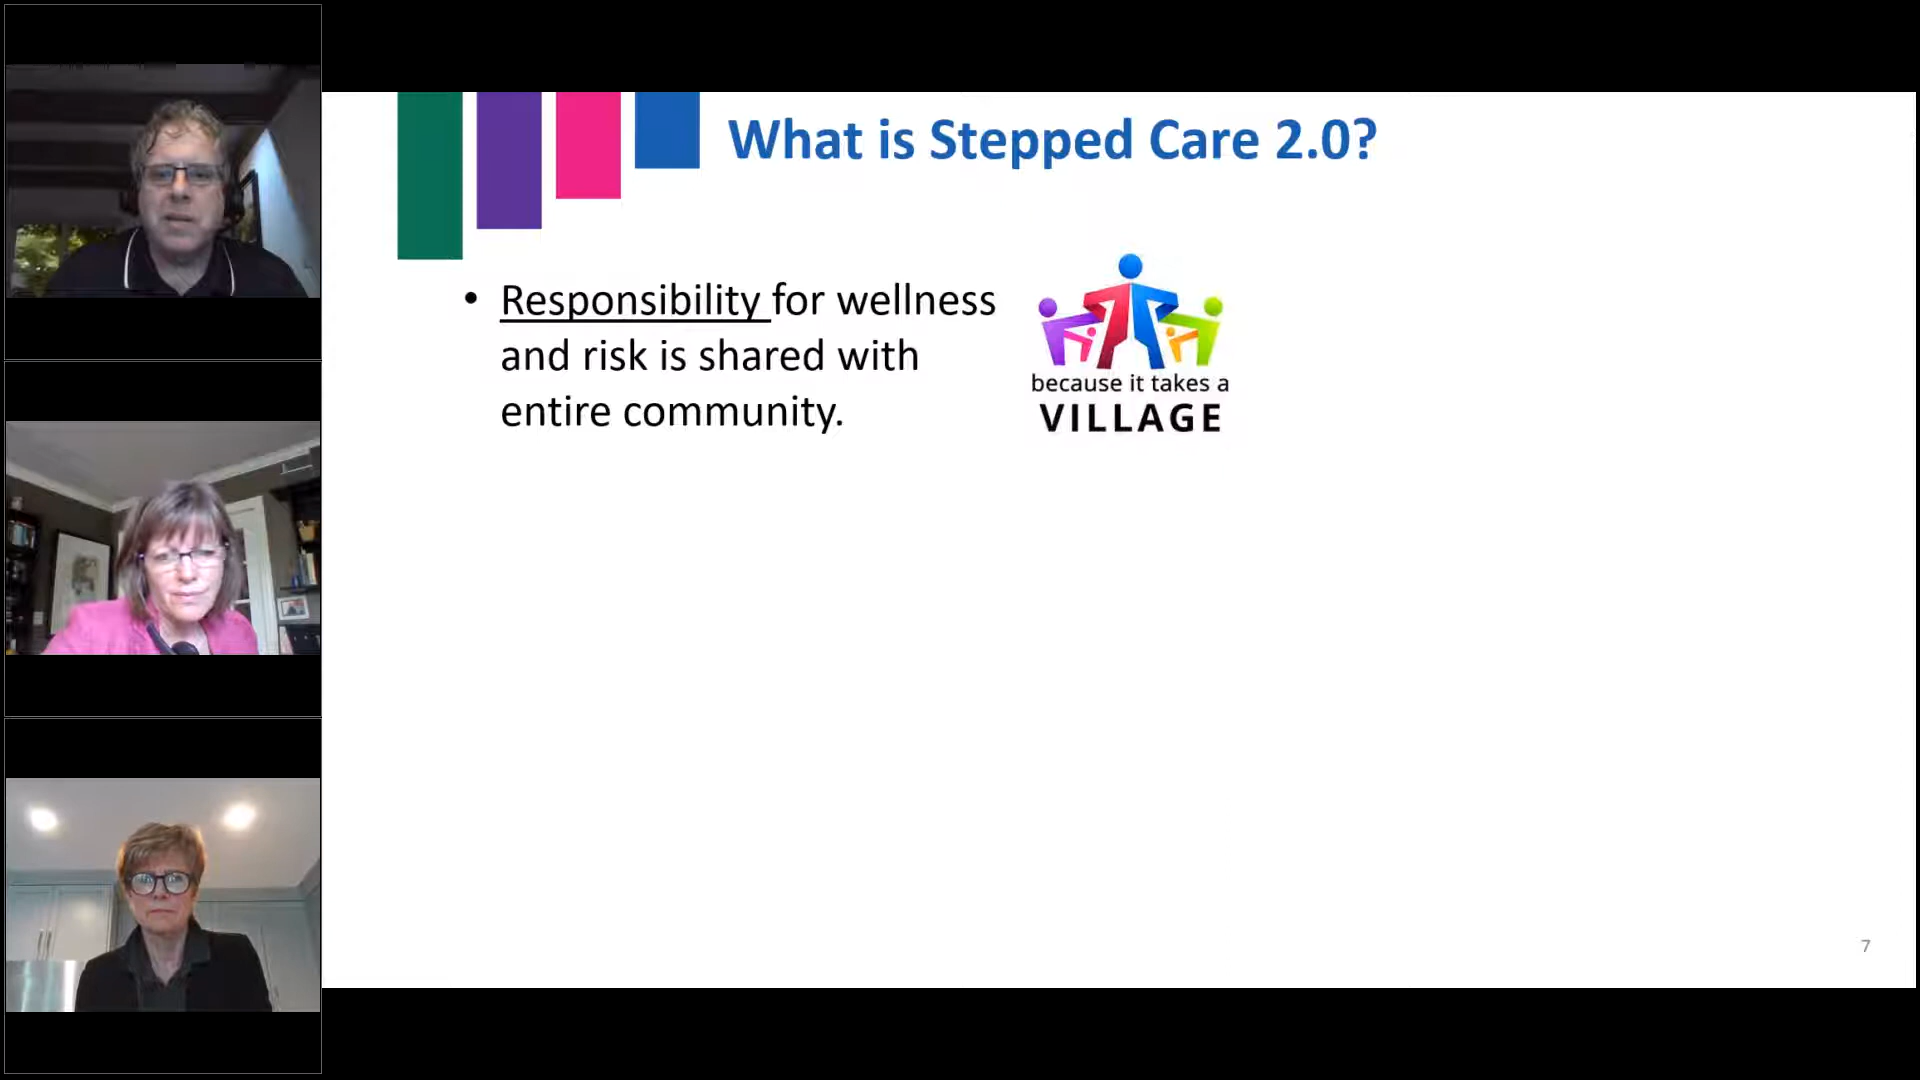 What is Stepped Care 2.0?
• Responsibility for wellness
and risk is shared with
entire community.
because it takes a
VILLAGE
7